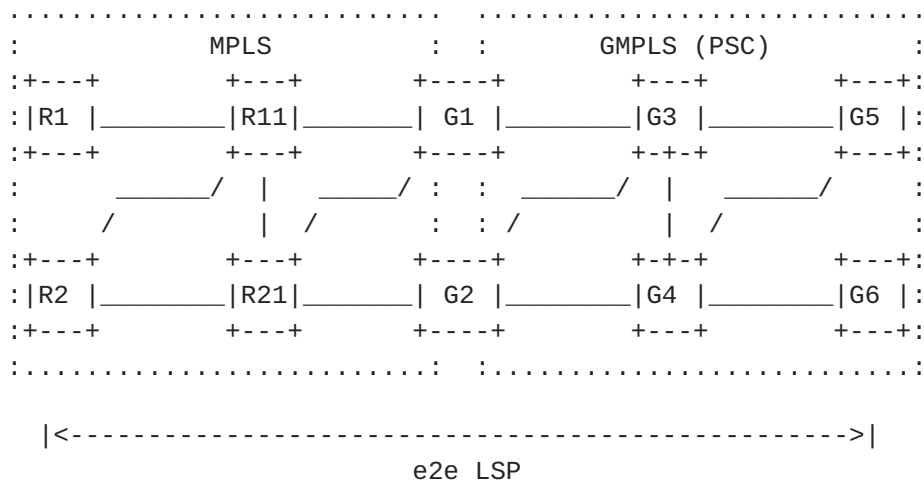 MPLS GMPLS (PSC)
R1 R11 G1 G3 G5
R2 R21 G2 G4 G6
e2e LSP